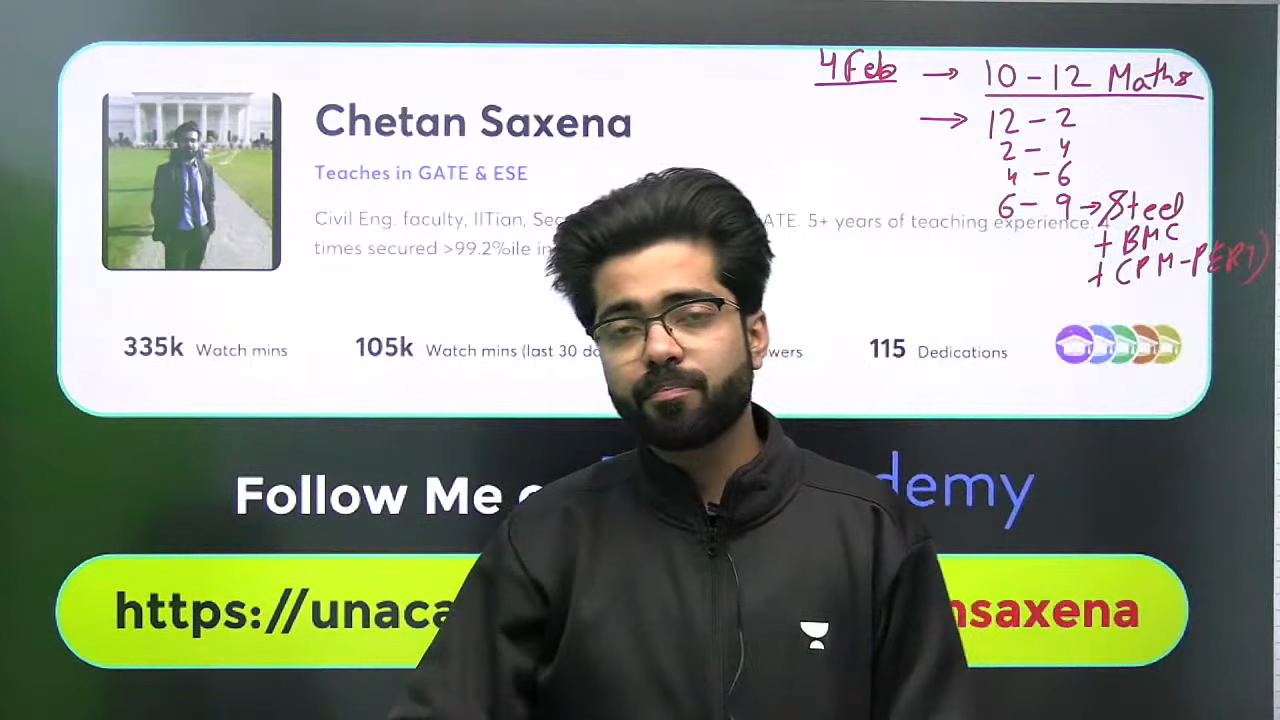 4 Feb → 10-12 Maths
→ 12-2
2-4
4-6
6-9 → Steel
+ BMC
+ CPM-PERT)
Chetan Saxena
Teaches in GATE & ESE
Civil Eng. faculty, IITian, Sec ATE. 5+ years of teaching experience. 4
times secured >99.2%ile in
335k Watch mins
105k Watch mins (last 30 da
115 Dedications
Follow Me demy
https://unaca nsaxena